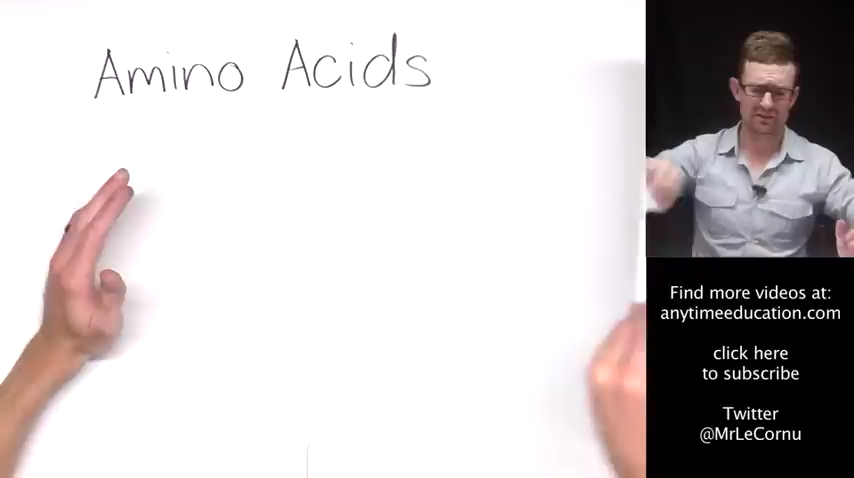 Amino Acids
Find more videos at:
anytimeeducation.com
click here
to subscribe
Twitter
@MrLeCornu